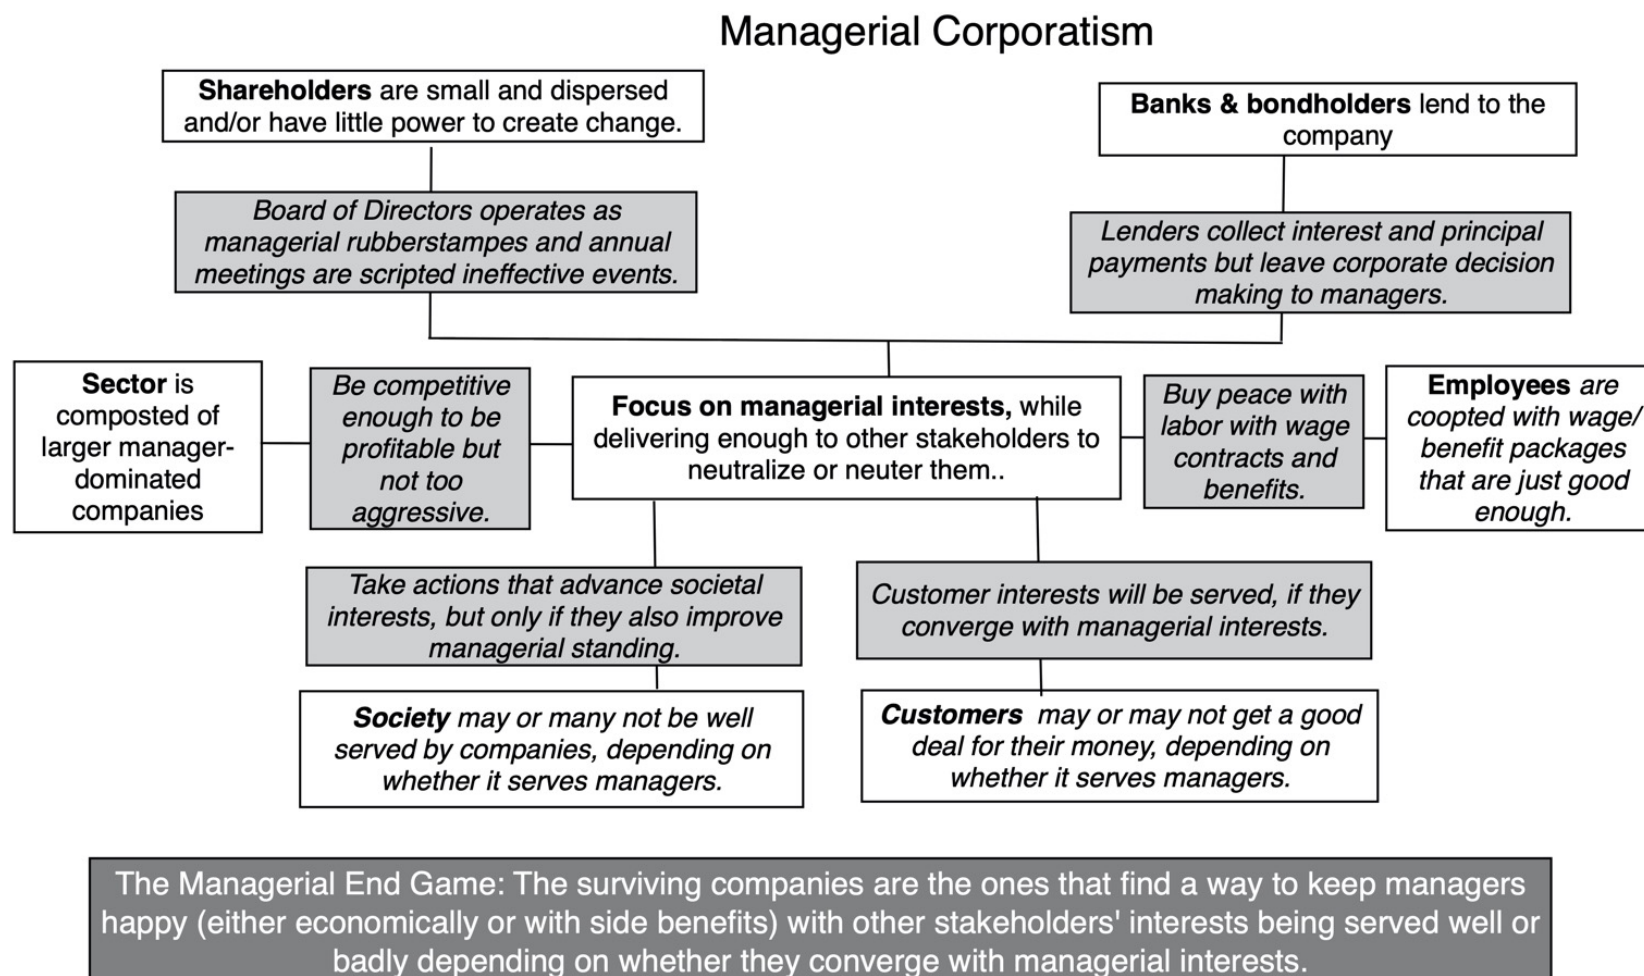 Managerial Corporatism
Shareholders are small and dispersed
and/or have little power to create change.
Banks & bondholders lend to the
company
Board of Directors operates as
managerial rubberstampes and annual
meetings are scripted ineffective events.
Lenders collect interest and principal
payments but leave corporate decision
making to managers.
Sector is
composted of
larger manager-
dominated
companies
Be competitive
enough to be
profitable but
not too
aggressive.
Focus on managerial interests, while
delivering enough to other stakeholders to
neutralize or neuter them..
Buy peace with
labor with wage
contracts and
benefits.
Employees are
coopted with wage/
benefit packages
that are just good
enough.
Take actions that advance societal
interests, but only if they also improve
managerial standing.
Customer interests will be served, if they
converge with managerial interests.
Society may or many not be well
served by companies, depending on
whether it serves managers.
Customers may or may not get a good
deal for their money, depending on
whether it serves managers.
The Managerial End Game: The surviving companies are the ones that find a way to keep managers
happy (either economically or with side benefits) with other stakeholders' interests being served well or
badly depending on whether they converge with managerial interests.